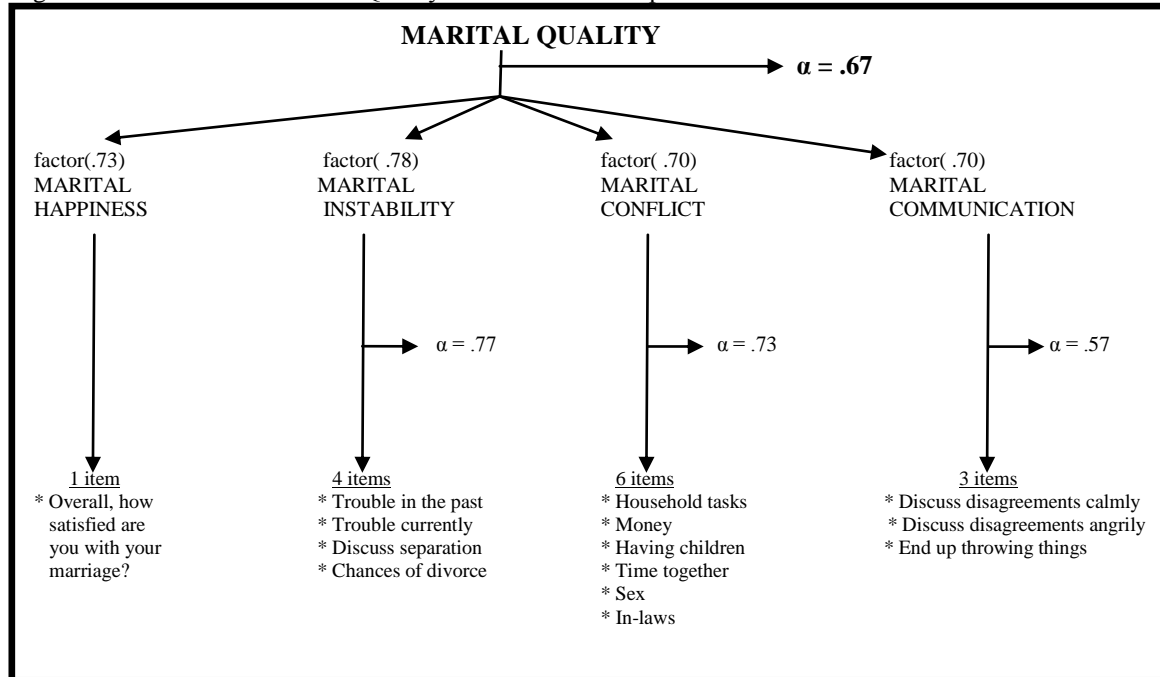 MARITAL QUALITY
α = .67
factor(.73)
MARITAL
HAPPINESS
factor( .78)
MARITAL
INSTABILITY
factor( .70)
MARITAL
CONFLICT
factor( .70)
MARITAL
COMMUNICATION
α = .77
α = .73
α = .57
1 item
* Overall, how
satisfied are
you with your
marriage?
4 items
* Trouble in the past
* Trouble currently
* Discuss separation
* Chances of divorce
6 items
* Household tasks
* Money
* Having children
* Time together
* Sex
* In-laws
3 items
* Discuss disagreements calmly
* Discuss disagreements angrily
* End up throwing things